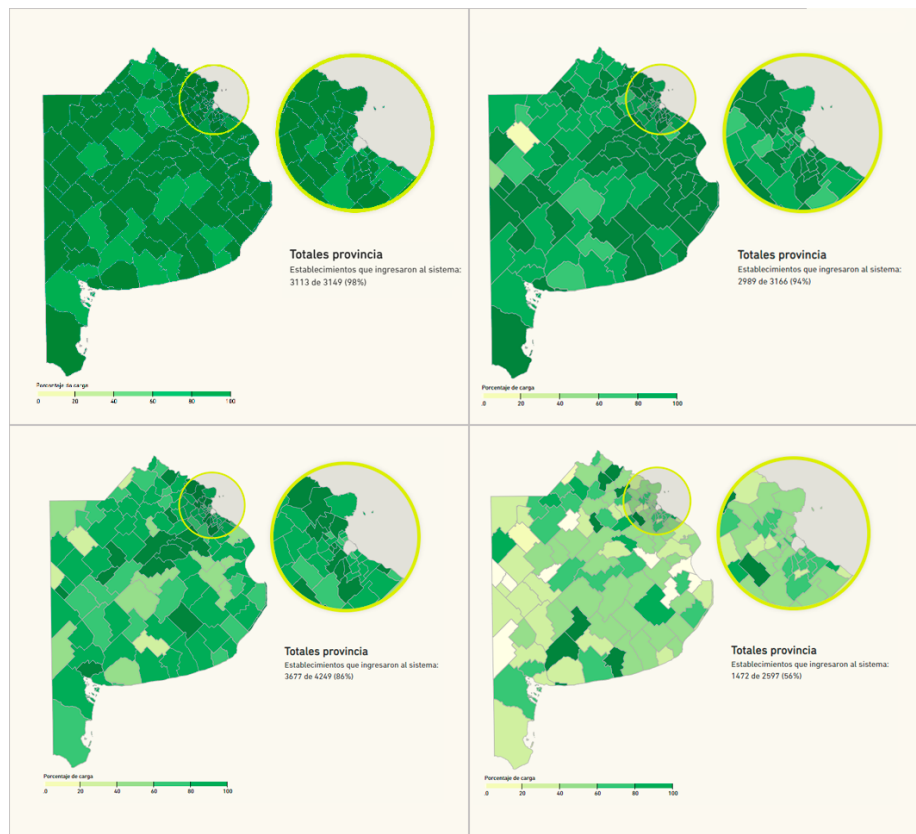 Totales provincia
Establecimientos que ingresaron al sistema:
3113 de 3149 (98%)
Porcentaje de carga
0 20 40 60 80 100
Totales provincia
Establecimientos que ingresaron al sistema:
2989 de 3166 (94%)
Porcentaje de carga
.0 20 40 60 80 100
Totales provincia
Establecimientos que ingresaron al sistema:
3677 de 4249 (86%)
Porcentaje de carga
.0 20 40 60 80 100
Totales provincia
Establecimientos que ingresaron al sistema:
1472 de 2597 (56%)
Porcentaje de carga
.0 20 40 60 80 100